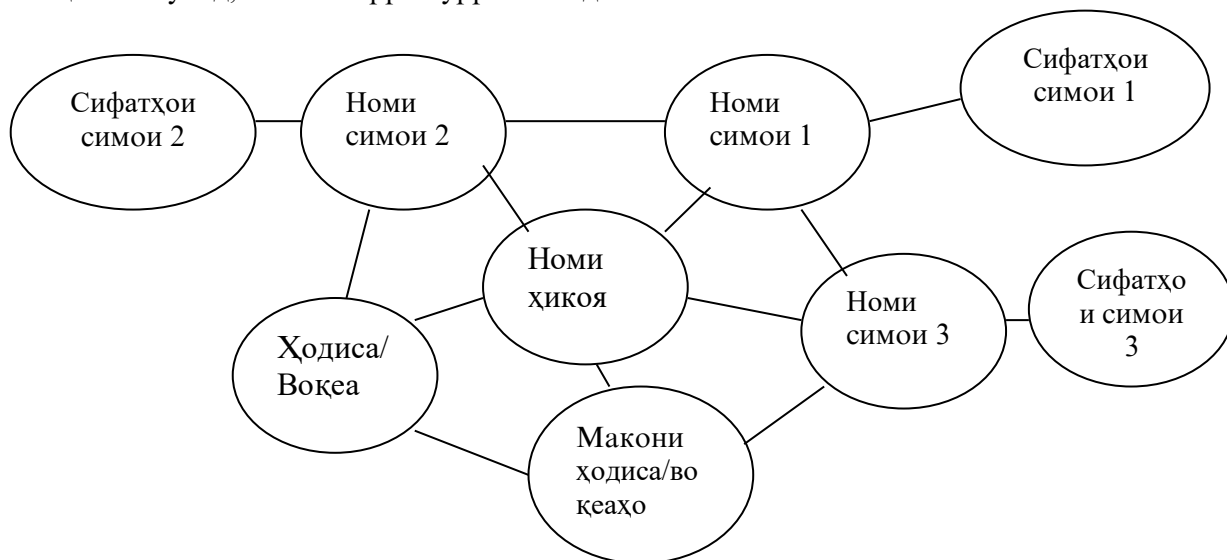 Сифатҳои
симои 2
Номи
симои 2
Номи
симои 1
Сифатҳои
симои 1
Номи
ҳикоя
Номи
симои 3
Сифатҳо
и симои
3
Ҳодиса/
Воқеа
Макони
ҳодиса/во
қеаҳо